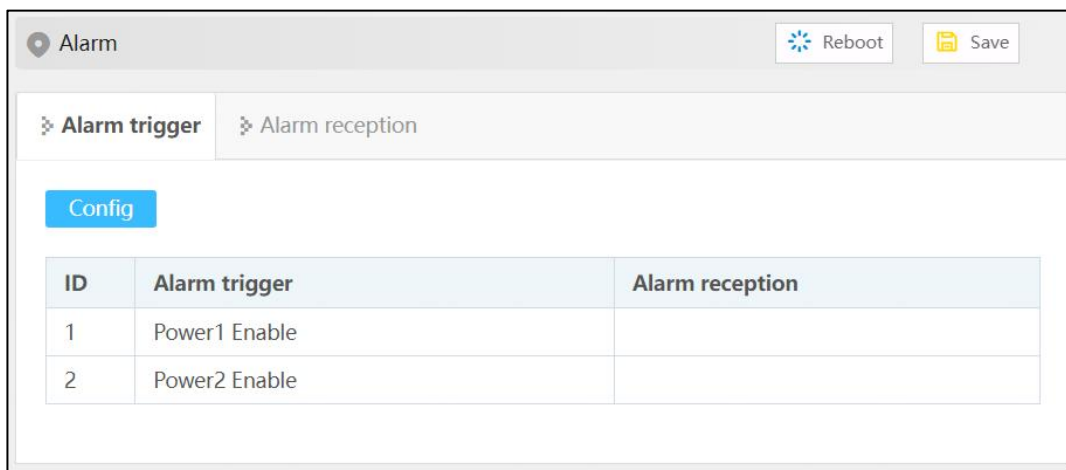 Alarm Reboot Save
Alarm trigger Alarm reception
Config
ID Alarm trigger Alarm reception
1 Power1 Enable
2 Power2 Enable